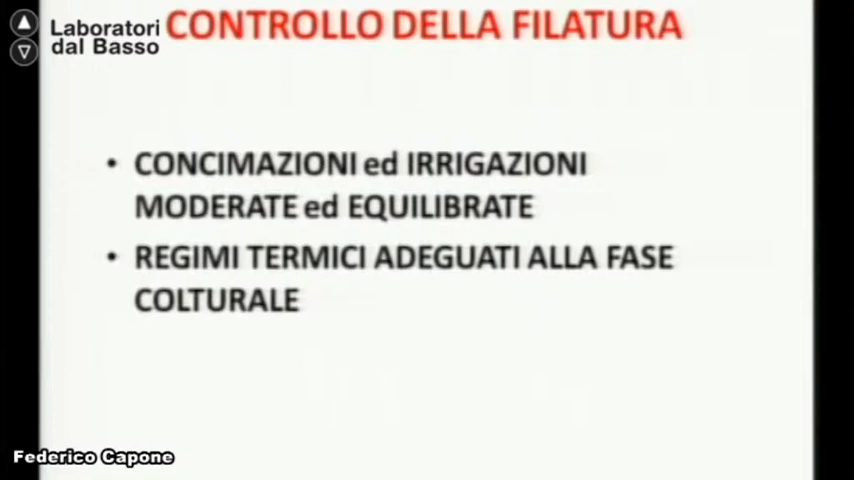 Laboratori
dal Basso
CONTROLLO DELLA FILATURA
• CONCIMAZIONI ed IRRIGAZIONI
MODERATE ed EQUILIBRATE
• REGIMI TERMICI ADEGUATI ALLA FASE
COLTURALE
Federico Capone